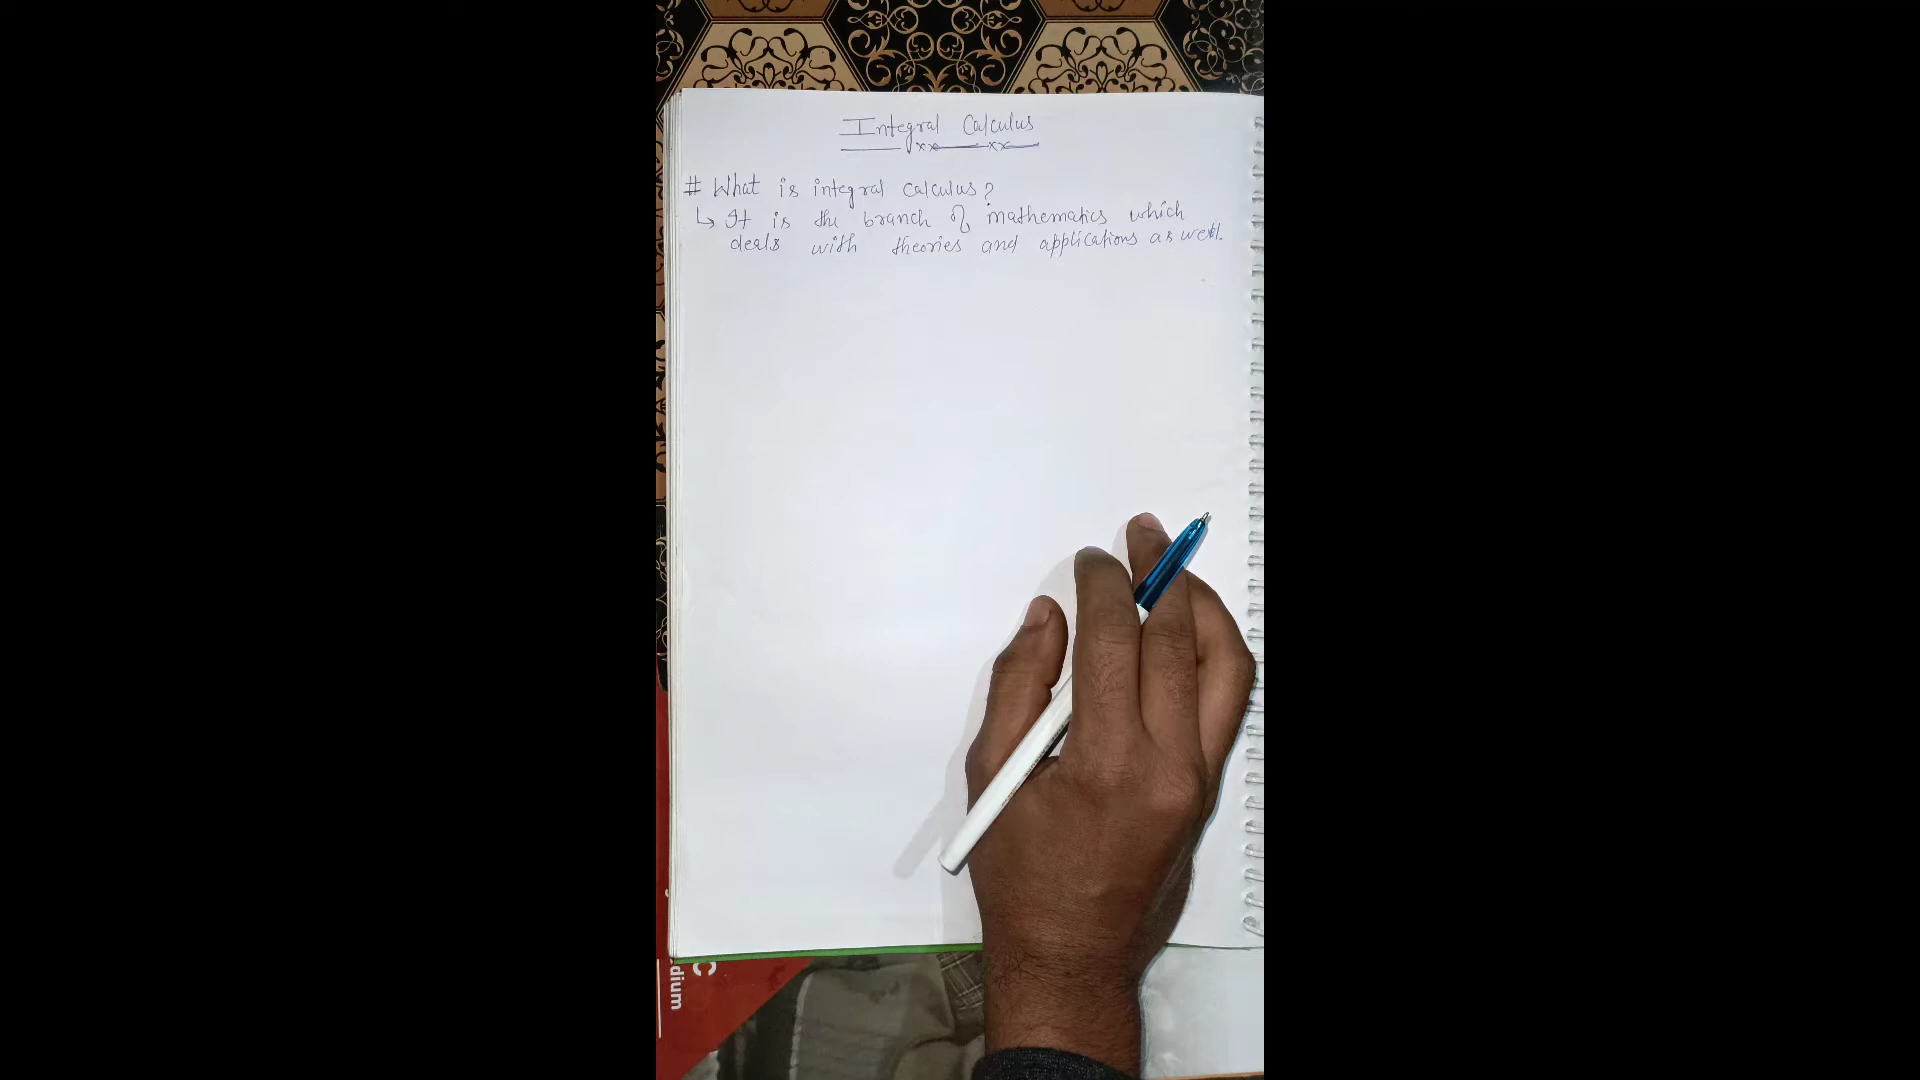 Integral Calculus
# What is integral calculus?
↳ It is the branch of mathematics which
deals with theories and applications as well.
C
edium